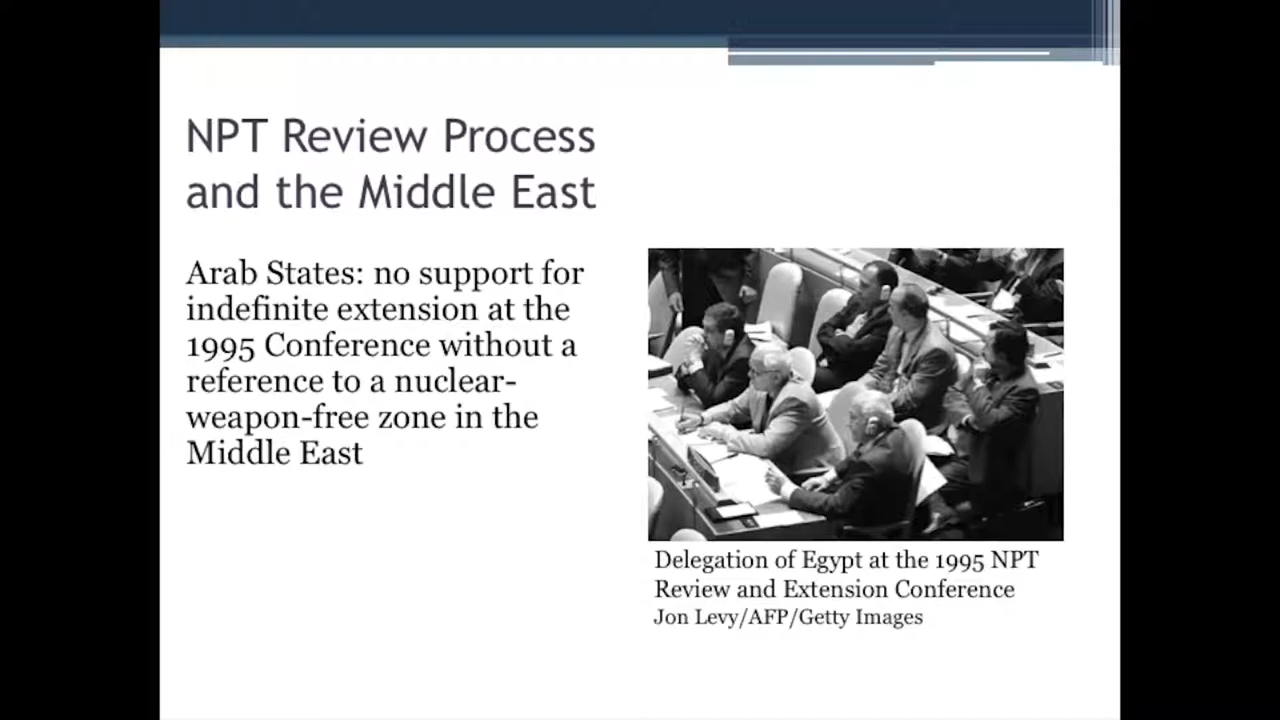 NPT Review Process
and the Middle East
Arab States: no support for
indefinite extension at the
1995 Conference without a
reference to a nuclear-
weapon-free zone in the
Middle East
Delegation of Egypt at the 1995 NPT
Review and Extension Conference
Jon Levy/AFP/Getty Images